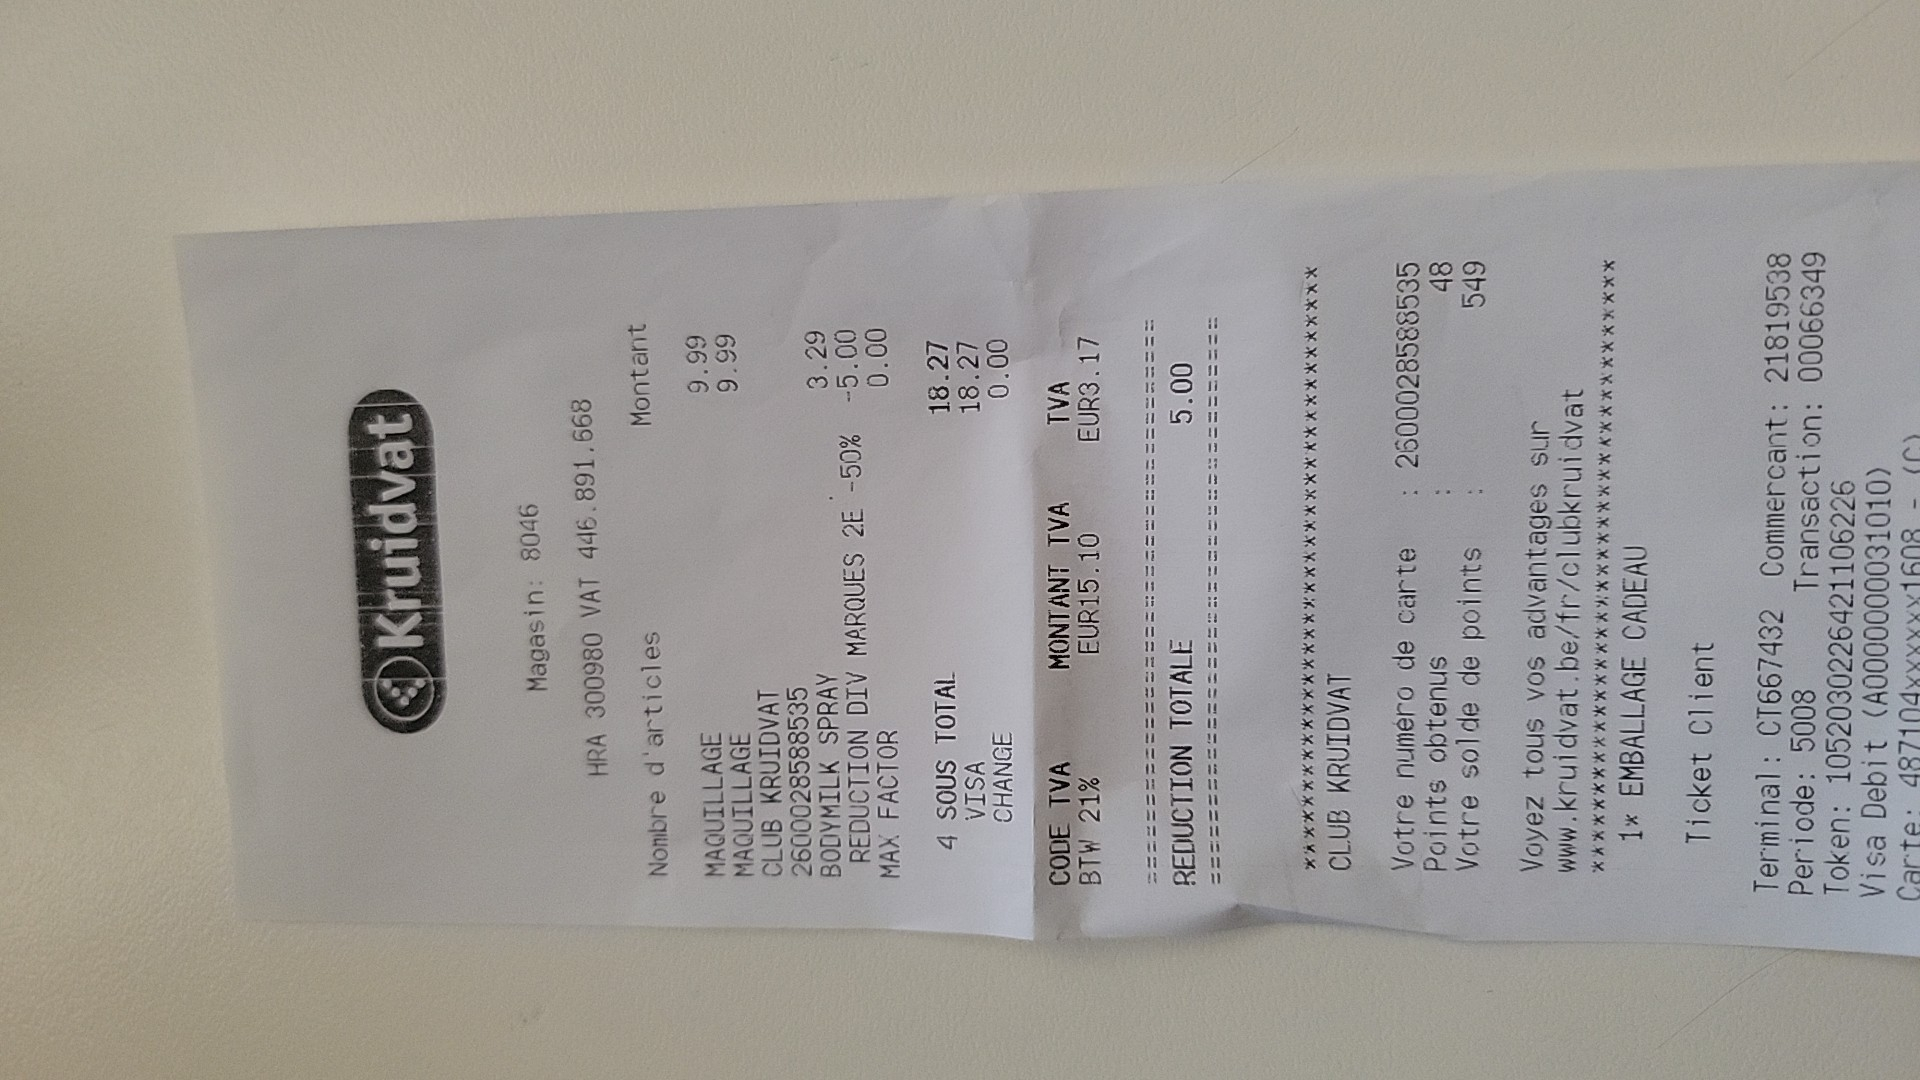 Kruidvat
Magasin: 8046
HRA 300980 VAT 446.891.668
Nombre d'articles Montant
MAQUILLAGE 9.99
MAQUILLAGE 9.99
CLUB KRUIDVAT
2600028588535
BODYMILK SPRAY 3.29
REDUCTION DIV MARQUES 2E -50% -5.00
MAX FACTOR 0.00
4 SOUS TOTAL 18.27
VISA 18.27
CHANGE 0.00
CODE TVA MONTANT TVA TVA
BTW 21% EUR15.10 EUR3.17
========================================
REDUCTION TOTALE 5.00
========================================
****************************************
CLUB KRUIDVAT
Votre numéro de carte : 2600028588535
Points obtenus : 48
Votre solde de points : 549
Voyez tous vos advantages sur
www.kruidvat.be/fr/clubkruidvat
****************************************
1* EMBALLAGE CADEAU
Ticket Client
Terminal: CT667432 Commercant: 21819538
Periode: 5008 Transaction: 00066349
Token: 1052030226421106226
Visa Debit (A0000000031010)
Carte: 487104xxxxxx1608 - (C)